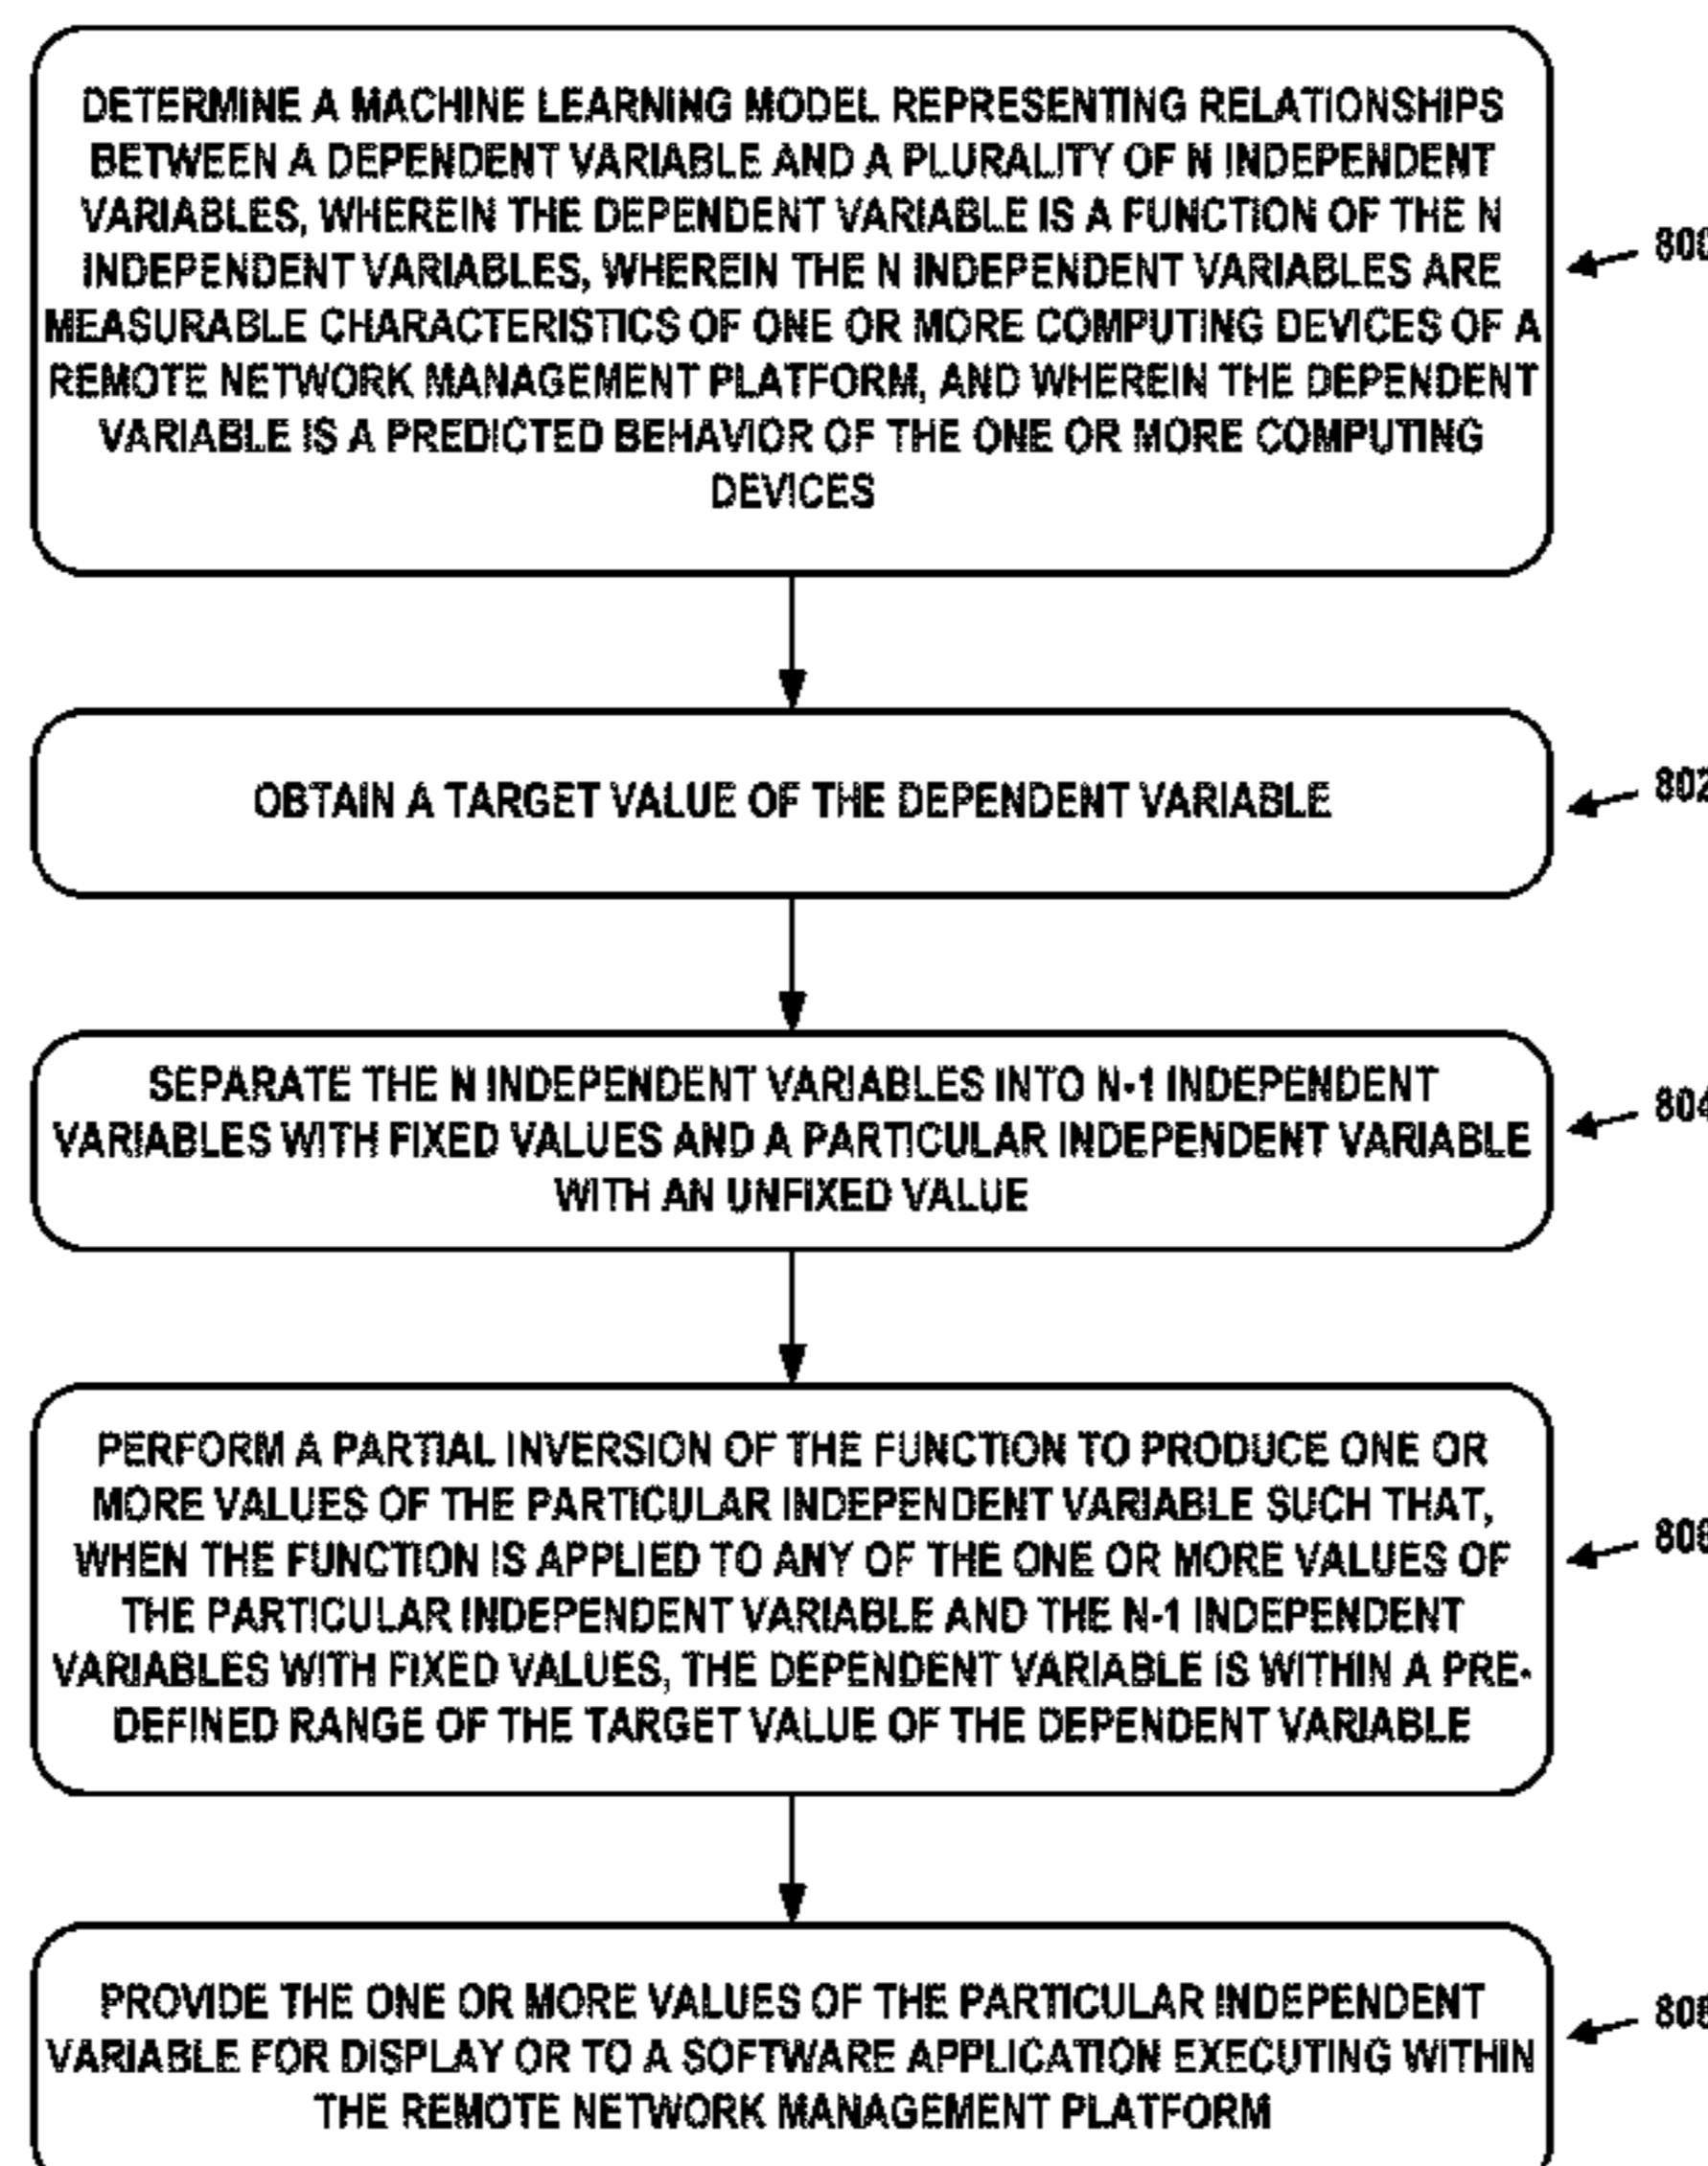 DETERMINE A MACHINE LEARNING MODEL REPRESENTING RELATIONSHIPS
BETWEEN A DEPENDENT VARIABLE AND A PLURALITY OF N INDEPENDENT
VARIABLES, WHEREIN THE DEPENDENT VARIABLE IS A FUNCTION OF THE N
INDEPENDENT VARIABLES, WHEREIN THE N INDEPENDENT VARIABLES ARE
MEASURABLE CHARACTERISTICS OF ONE OR MORE COMPUTING DEVICES OF A
REMOTE NETWORK MANAGEMENT PLATFORM, AND WHEREIN THE DEPENDENT
VARIABLE IS A PREDICTED BEHAVIOR OF THE ONE OR MORE COMPUTING
DEVICES
800
OBTAIN A TARGET VALUE OF THE DEPENDENT VARIABLE
802
SEPARATE THE N INDEPENDENT VARIABLES INTO N-1 INDEPENDENT
VARIABLES WITH FIXED VALUES AND A PARTICULAR INDEPENDENT VARIABLE
WITH AN UNFIXED VALUE
804
PERFORM A PARTIAL INVERSION OF THE FUNCTION TO PRODUCE ONE OR
MORE VALUES OF THE PARTICULAR INDEPENDENT VARIABLE SUCH THAT,
WHEN THE FUNCTION IS APPLIED TO ANY OF THE ONE OR MORE VALUES OF
THE PARTICULAR INDEPENDENT VARIABLE AND THE N-1 INDEPENDENT
VARIABLES WITH FIXED VALUES, THE DEPENDENT VARIABLE IS WITHIN A PRE-
DEFINED RANGE OF THE TARGET VALUE OF THE DEPENDENT VARIABLE
PROVIDE THE ONE OR MORE VALUES OF THE PARTICULAR INDEPENDENT
VARIABLE FOR DISPLAY OR TO A SOFTWARE APPLICATION EXECUTING WITHIN
THE REMOTE NETWORK MANAGEMENT PLATFORM